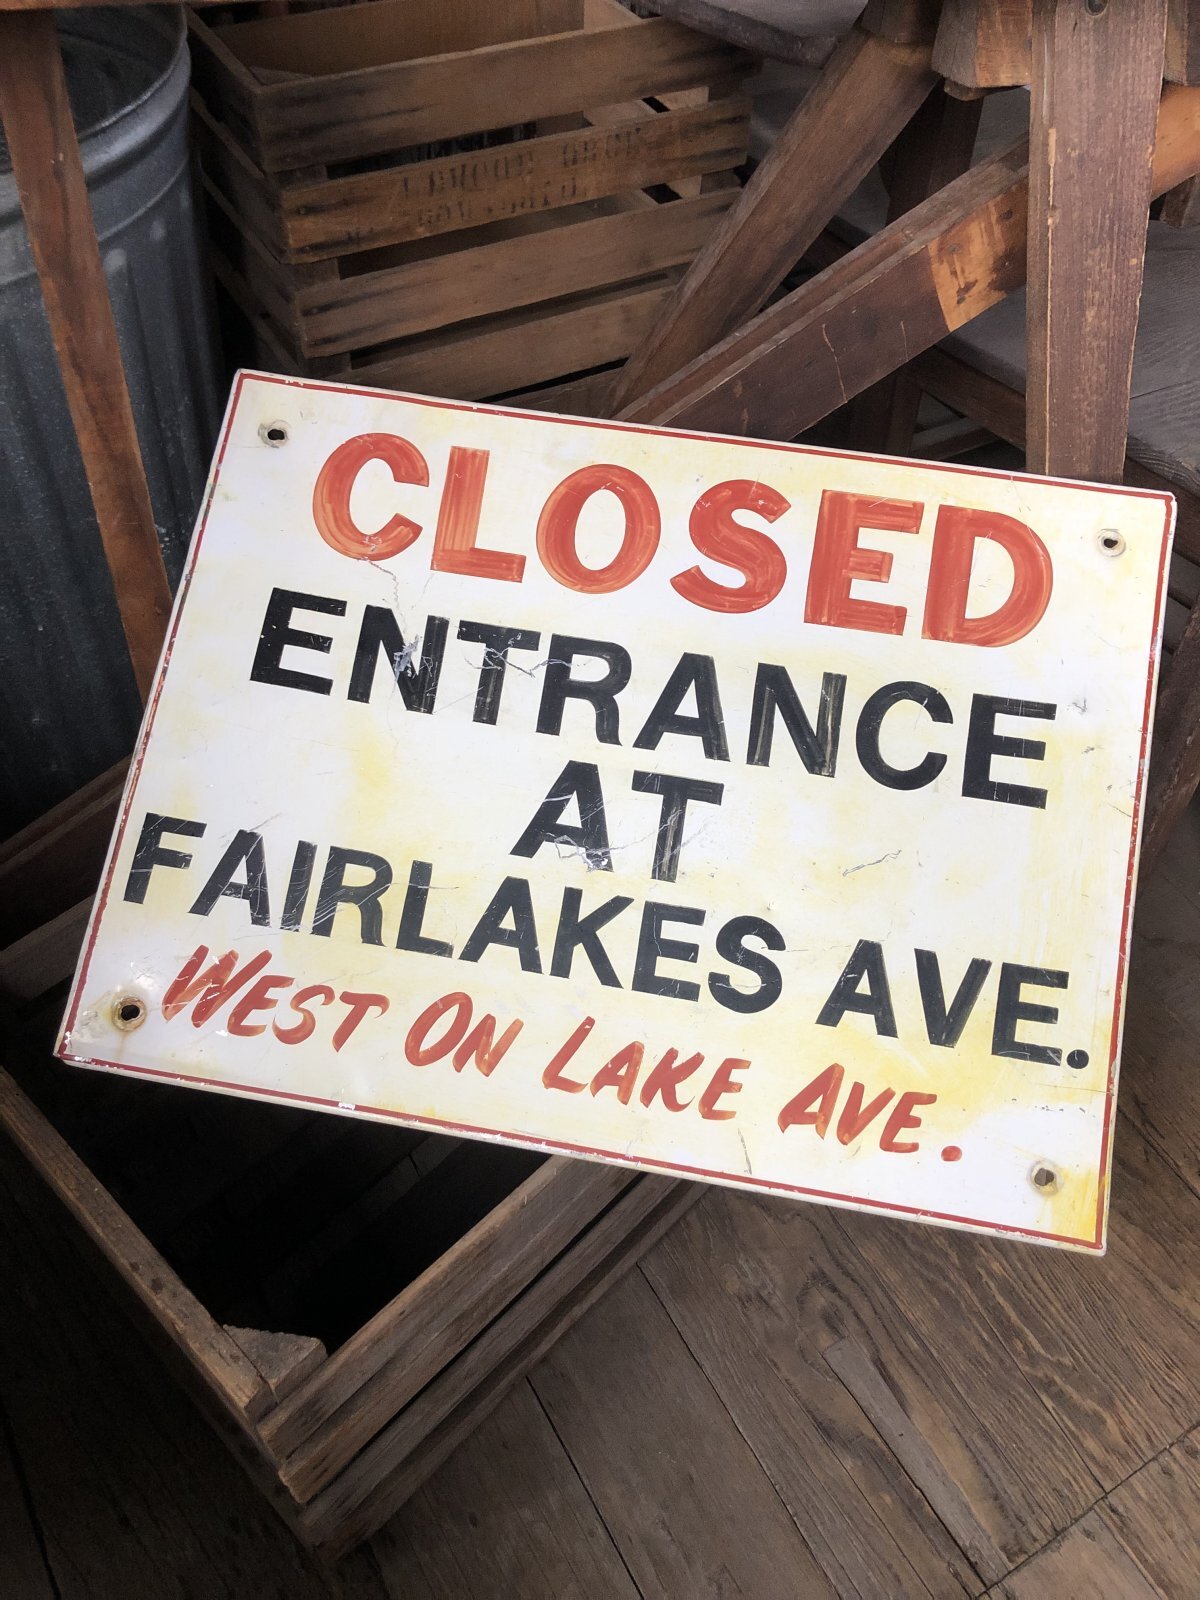 CLOSED
ENTRANCE
AT
FAIRLAKES AVE.
WEST ON LAKE AVE.